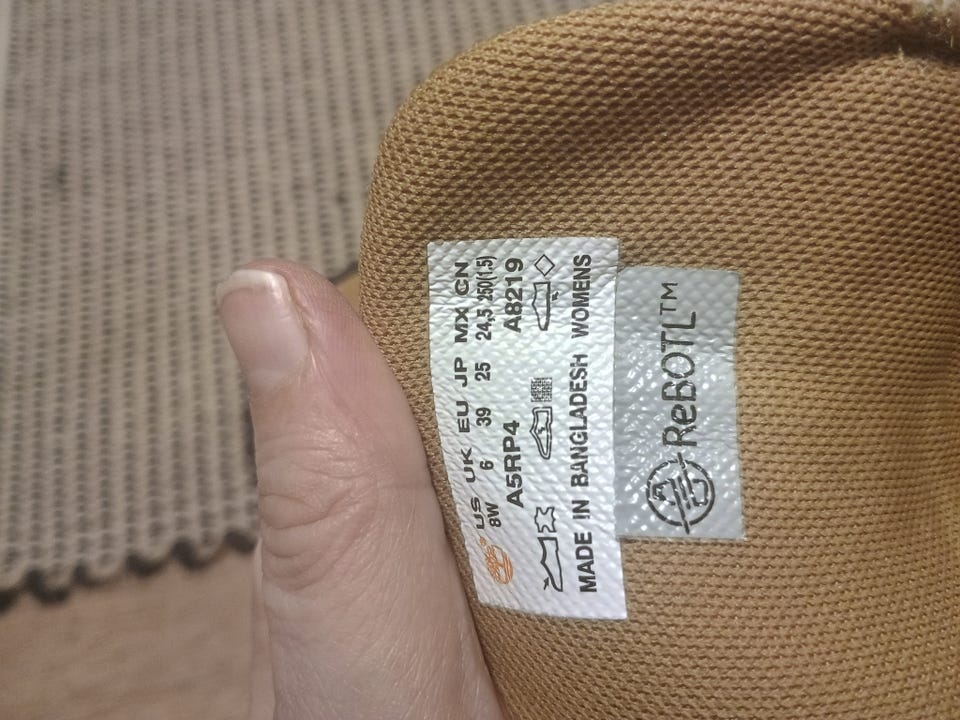 US UK EU JP MX CN
8W 6 39 25 24,5 250(1.5)
A5RP4 A8219
MADE IN BANGLADESH WOMENS
ReBOTL™